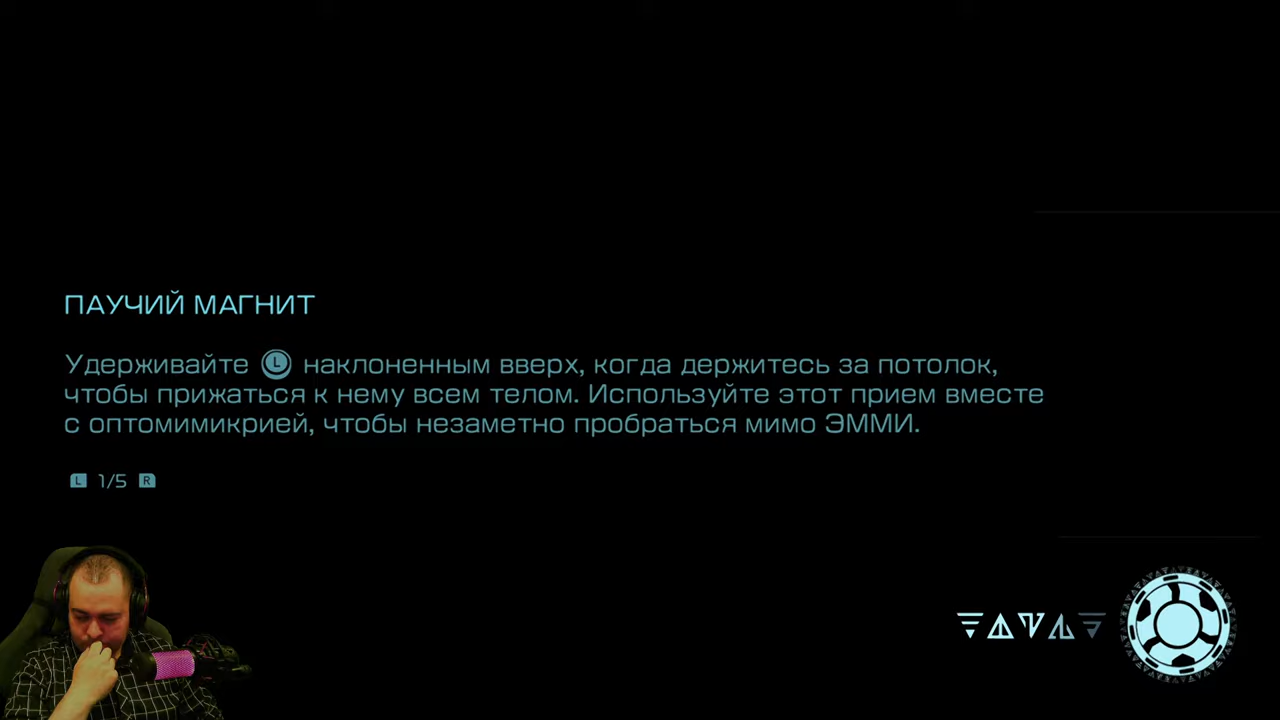 ПАУЧИЙ МАГНИТ
Удерживайте L наклоненным вверх, когда держитесь за потолок,
чтобы прижаться к нему всем телом. Используйте этот прием вместе
с оптомимикрией, чтобы незаметно пробраться мимо ЭММИ.
L 1/5 R